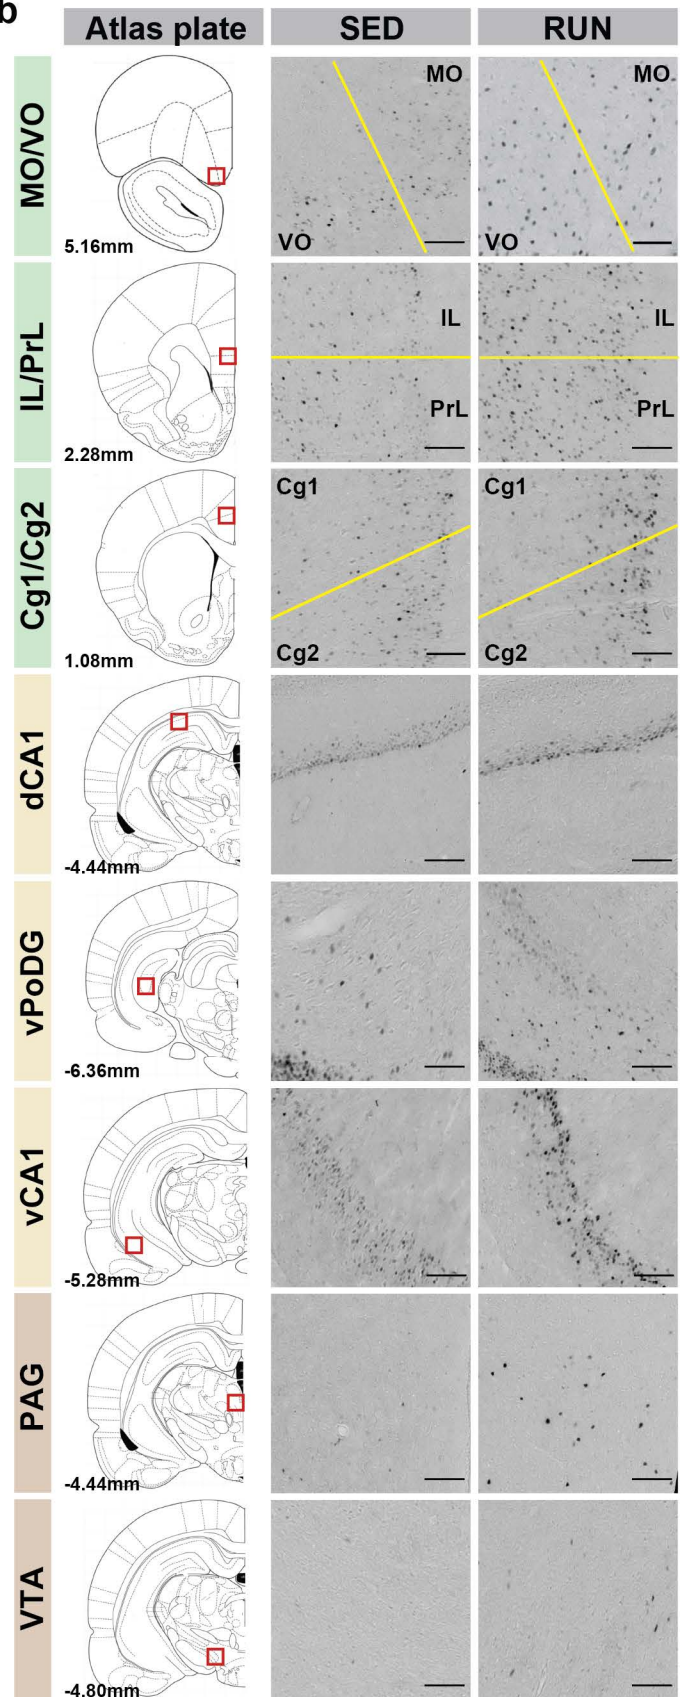 b
Atlas plate SED RUN
MO/VO
5.16mm
MO
VO
MO
VO
IL/PrL
2.28mm
IL
PrL
IL
PrL
Cg1/Cg2
1.08mm
Cg1
Cg2
Cg1
Cg2
dCA1
-4.44mm
vPoDG
-6.36mm
vCA1
-5.28mm
PAG
-4.44mm
VTA
-4.80mm